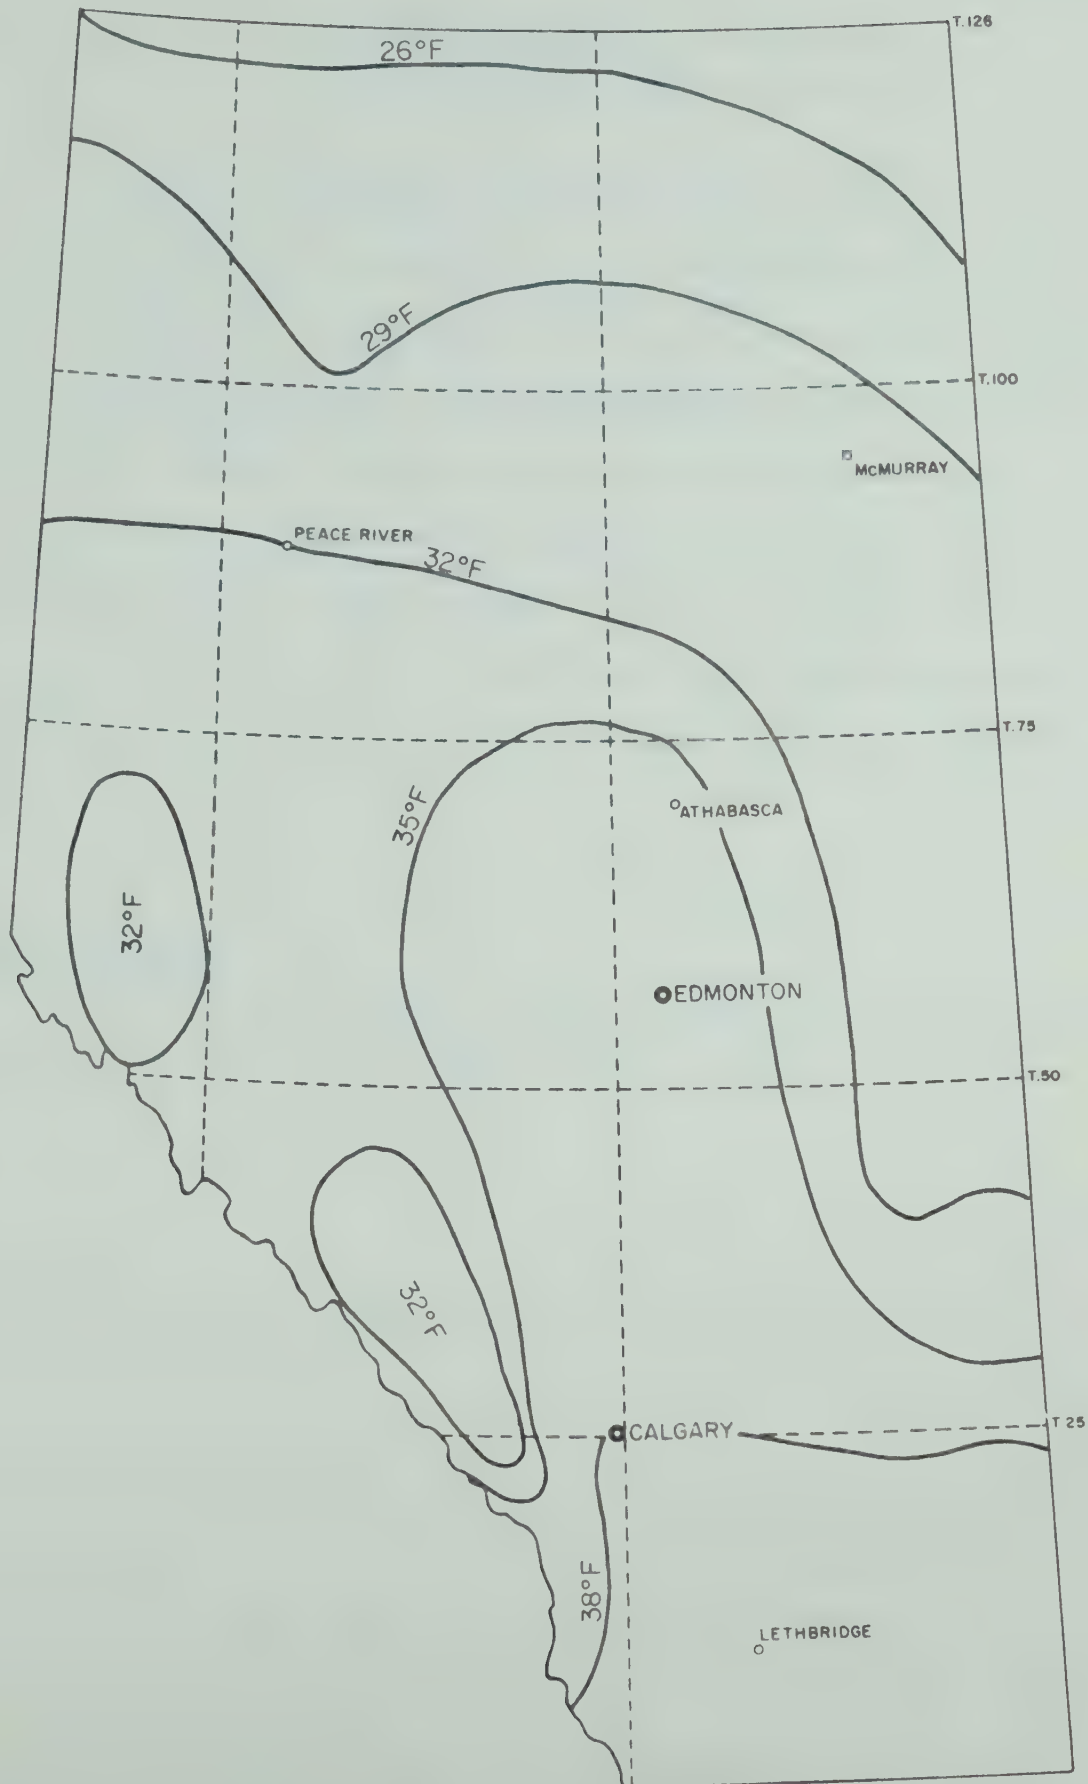 T.126
26°F
29°F
T.100
McMURRAY
PEACE RIVER
32°F
T.75
35°F
ATHABASCA
32°F
EDMONTON
T.50
32°F
T 25
CALGARY
38°F
LETHBRIDGE